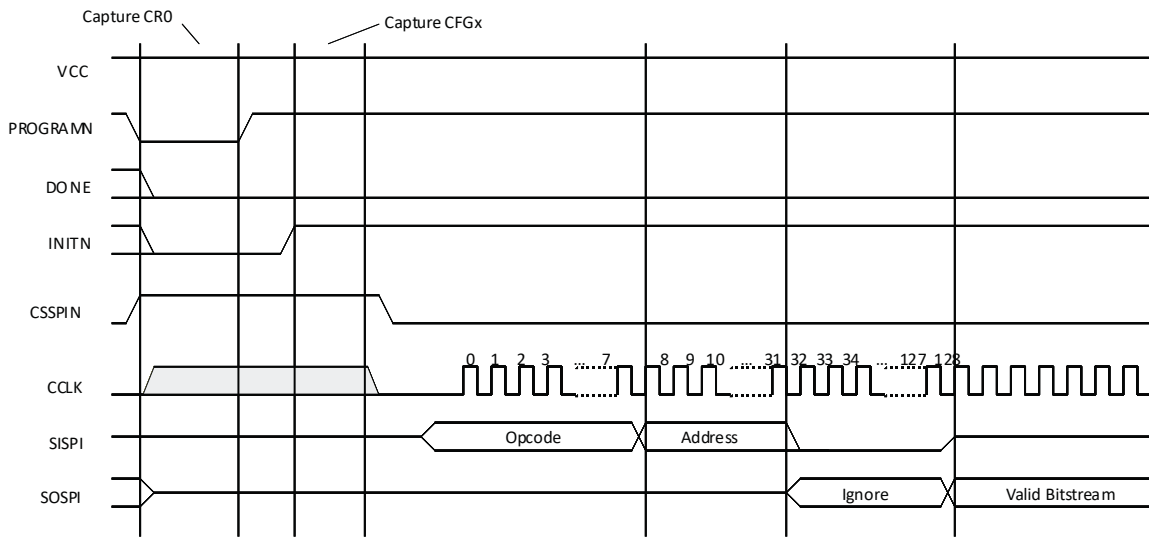 Capture CR0
Capture CFGx
VCC
PROGRAMN
DONE
INITN
CSSPIN
CCLK
0 1 2 3 ... 7 8 9 10 ... 31 32 33 34 ... 127 128
SISPI
Opcode
Address
SOSPI
Ignore
Valid Bitstream